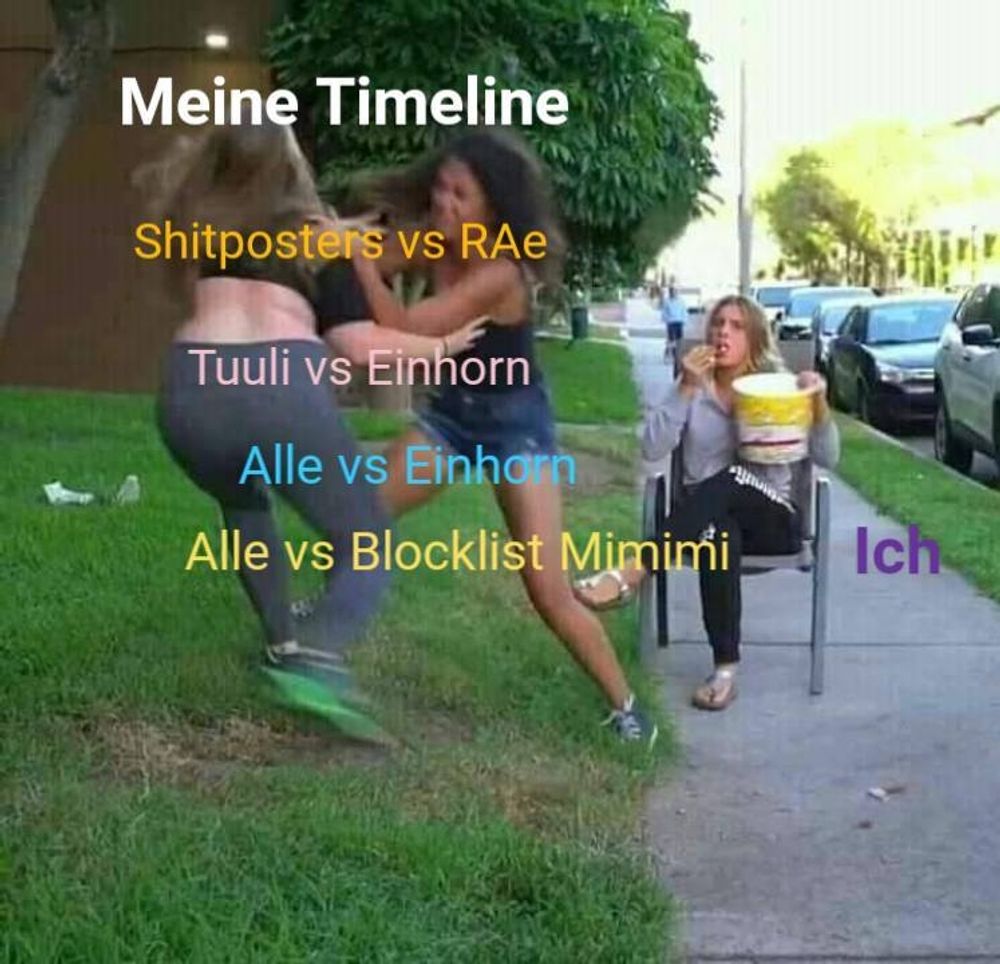 Meine Timeline
Shitposters vs RAe
Tuuli vs Einhorn
Alle vs Einhorn
Alle vs Blocklist Mimimi
Ich